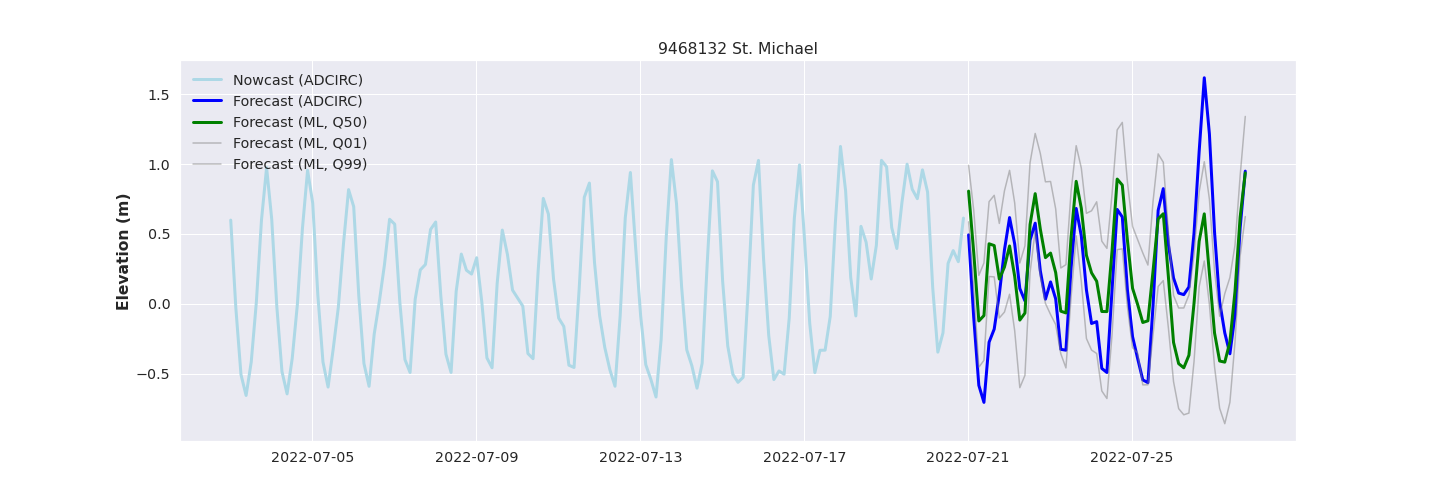 9468132 St. Michael
Nowcast (ADCIRC)
Forecast (ADCIRC)
Forecast (ML, Q50)
Forecast (ML, Q01)
Forecast (ML, Q99)
Elevation (m)
1.5
1.0
0.5
0.0
−0.5
2022-07-05
2022-07-09
2022-07-13
2022-07-17
2022-07-21
2022-07-25